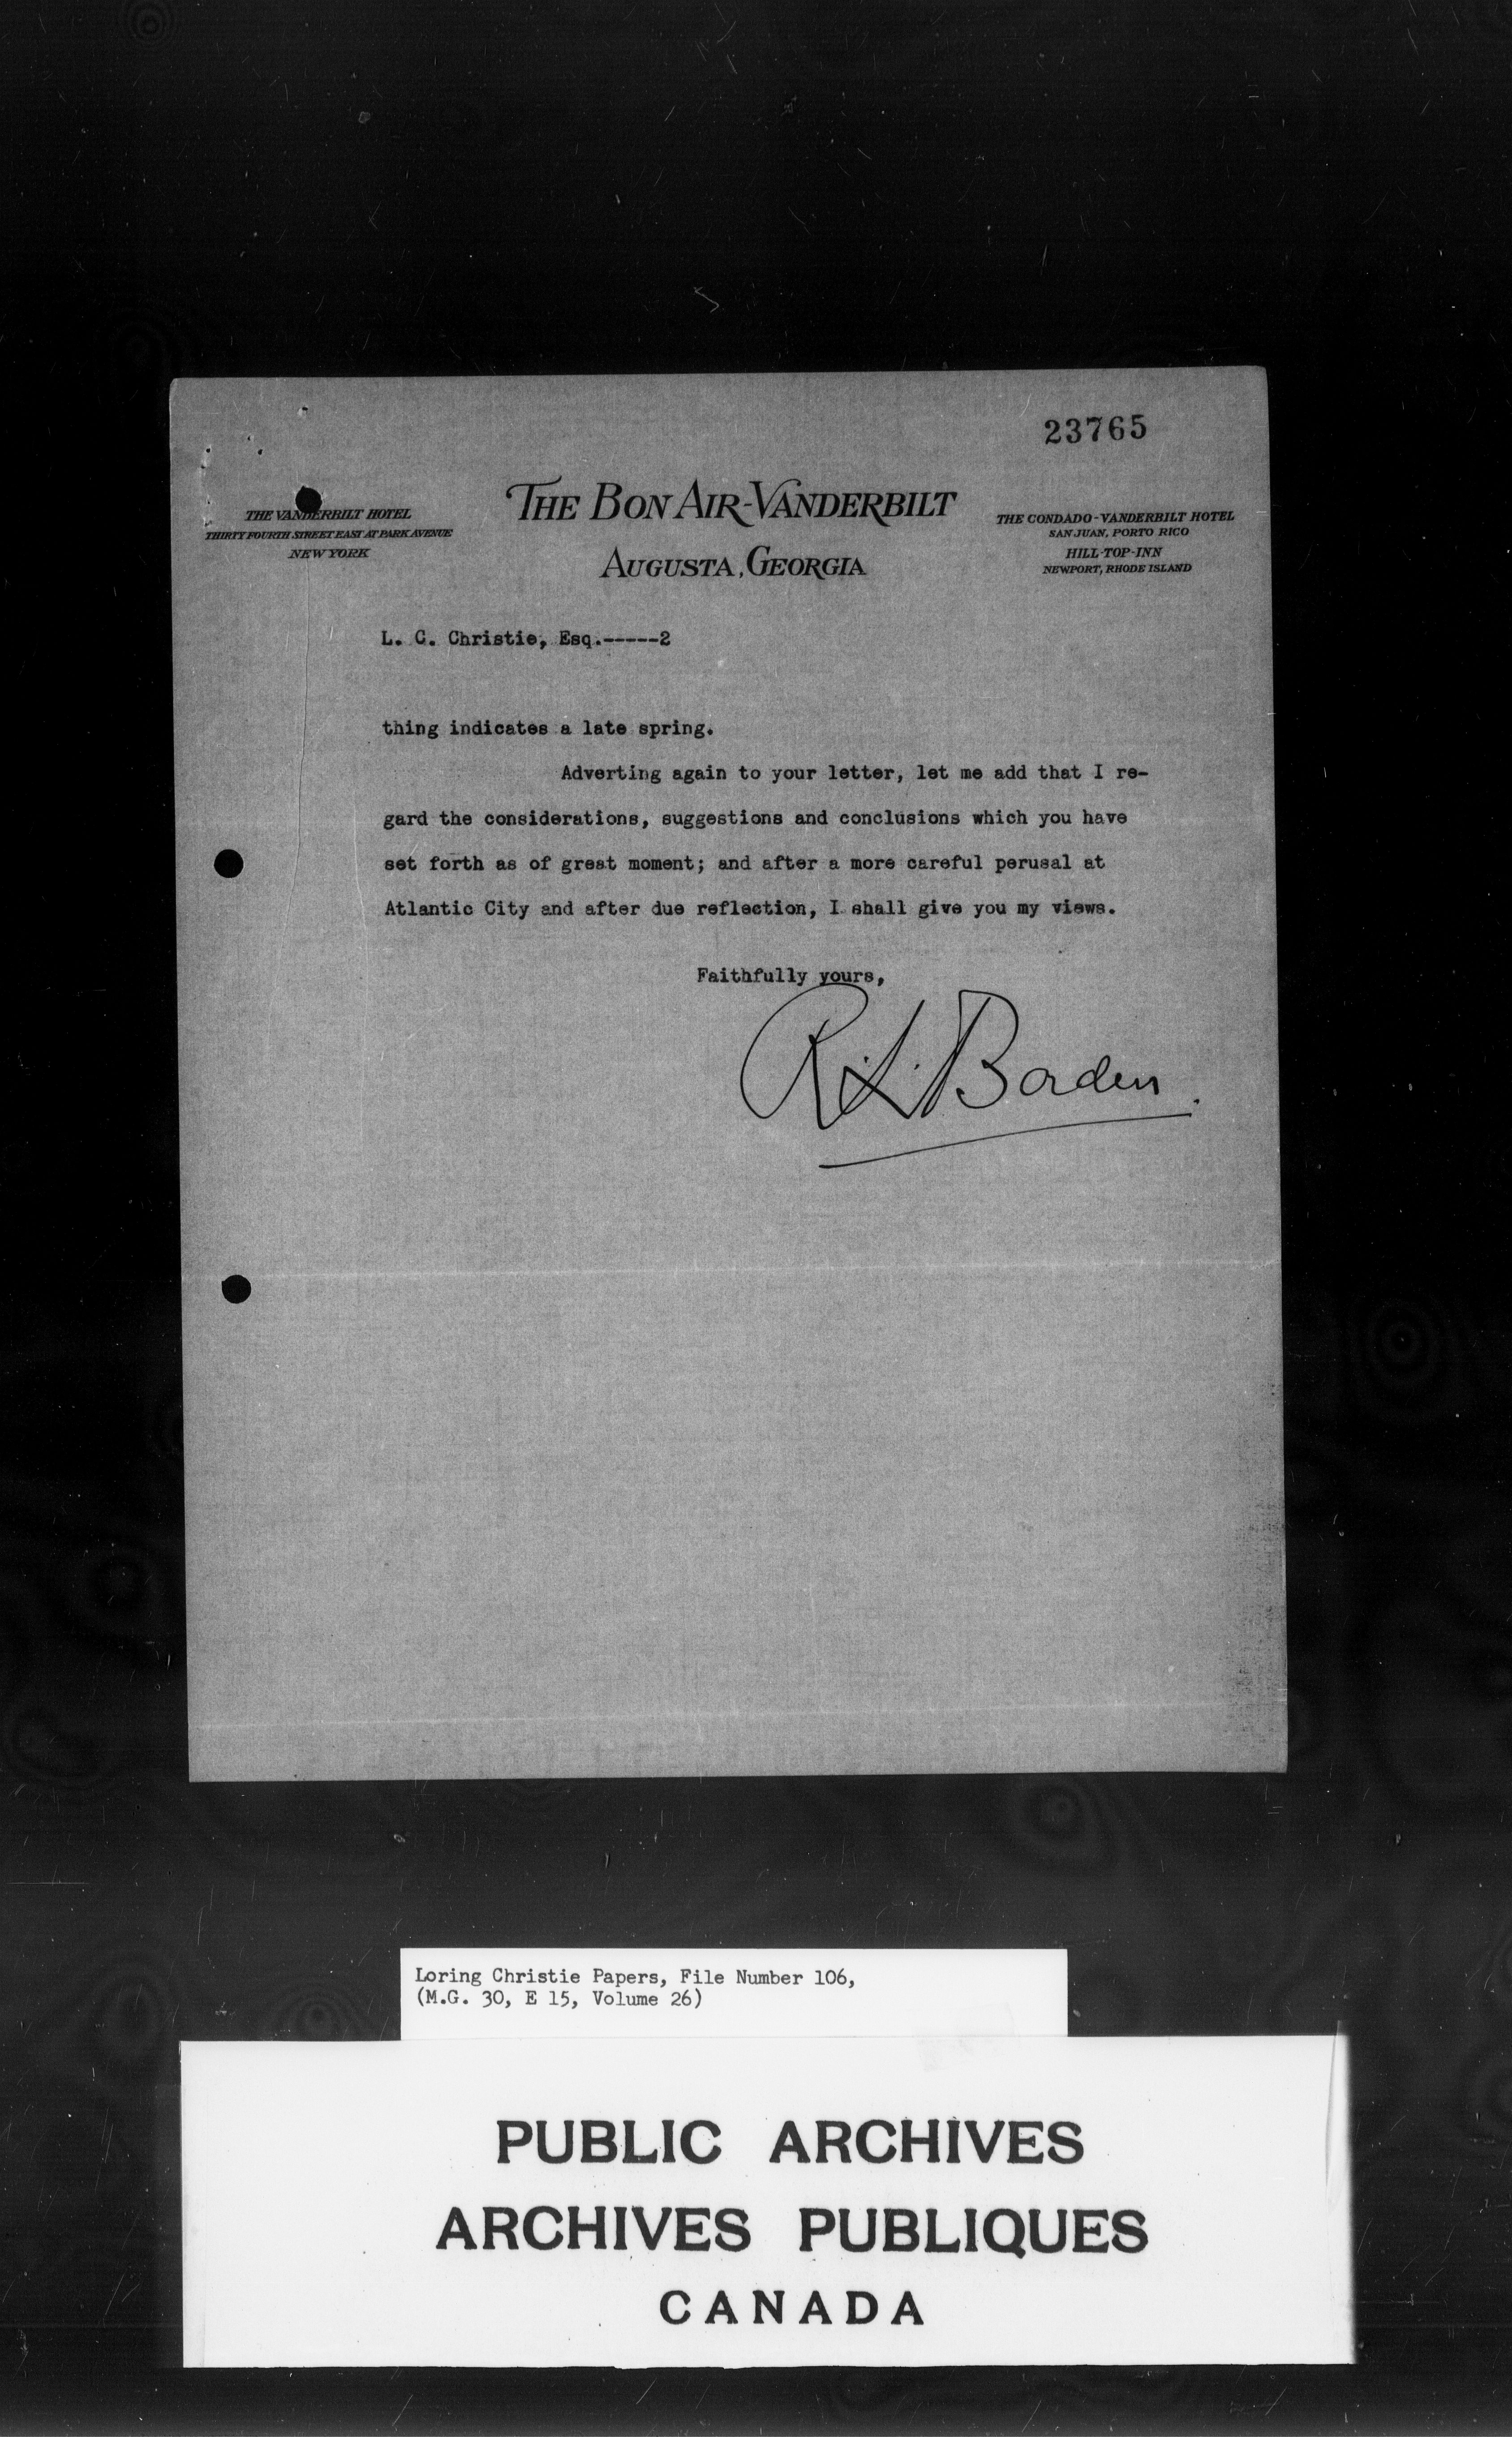 23765
THE VANDERBILT HOTEL
THIRTY FOURTH STREET EAST AT PARK AVENUE
NEW YORK
THE BON AIR-VANDERBILT
AUGUSTA, GEORGIA
THE CONDADO-VANDERBILT HOTEL
SAN JUAN, PORTO RICO
HILL-TOP-INN
NEWPORT, RHODE ISLAND
L. C. Christie, Esq.-----2
thing indicates a late spring.
Adverting again to your letter, let me add that I re-
gard the considerations, suggestions and conclusions which you have
set forth as of great moment; and after a more careful perusal at
Atlantic City and after due reflection, I shall give you my views.
Faithfully yours,
R.L. Borden.
Loring Christie Papers, File Number 106,
(M.G. 30, E 15, Volume 26)
PUBLIC ARCHIVES
ARCHIVES PUBLIQUES
CANADA